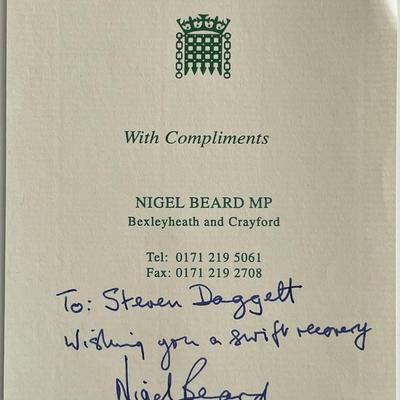 With Compliments
NIGEL BEARD MP
Bexleyheath and Crayford
Tel: 0171 219 5061
Fax: 0171 219 2708
To: Steven Daggett
Wishing you a swift recovery
Nigel Beard